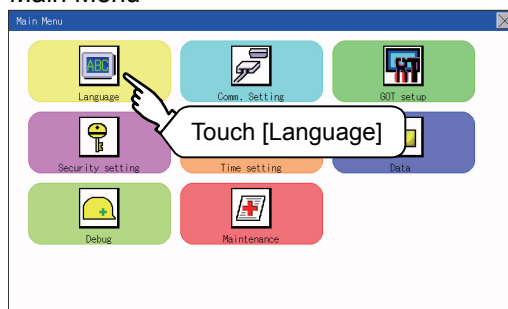 Main Menu
Main Menu
ABC
Language
Comm. Setting
GOT setup
Touch [Language]
Security setting
Time setting
Data
Debug
Maintenance